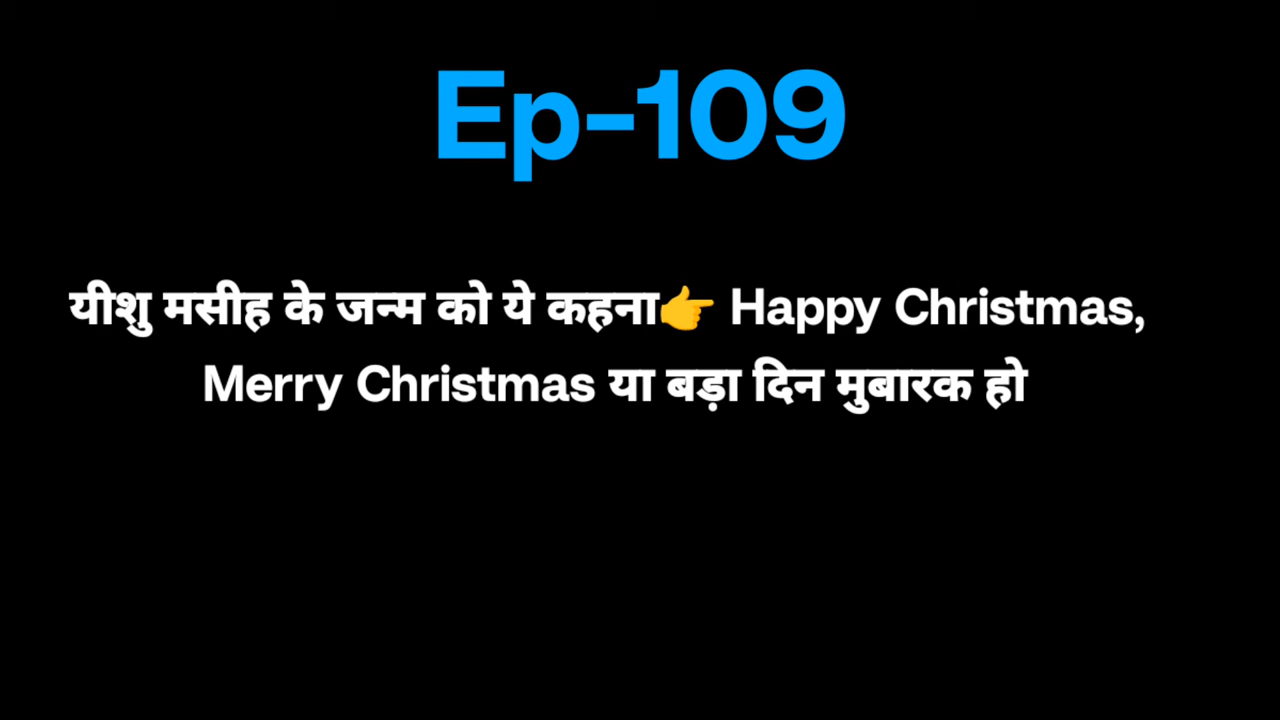 Ep-109
यीशु मसीह के जन्म को ये कहना👉 Happy Christmas,
Merry Christmas या बड़ा दिन मुबारक हो